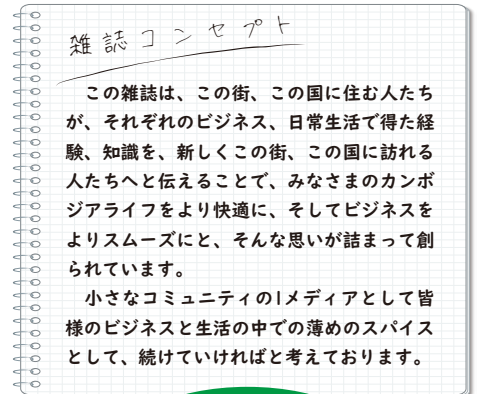 雑誌コンセプト
　この雑誌は、この街、この国に住む人たち
が、それぞれのビジネス、日常生活で得た経
験、知識を、新しくこの街、この国に訪れる
人たちへと伝えることで、みなさまのカンボ
ジアライフをより快適に、そしてビジネスを
よりスムーズにと、そんな思いが詰まって創
られています。
　小さなコミュニティの1メディアとして皆
様のビジネスと生活の中での薄めのスパイス
として、続けていければと考えております。